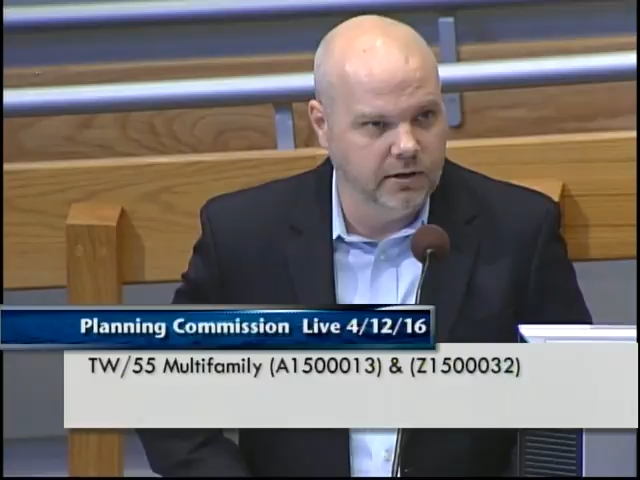 Planning Commission Live 4/12/16
TW/55 Multifamily (A1500013) & (Z1500032)